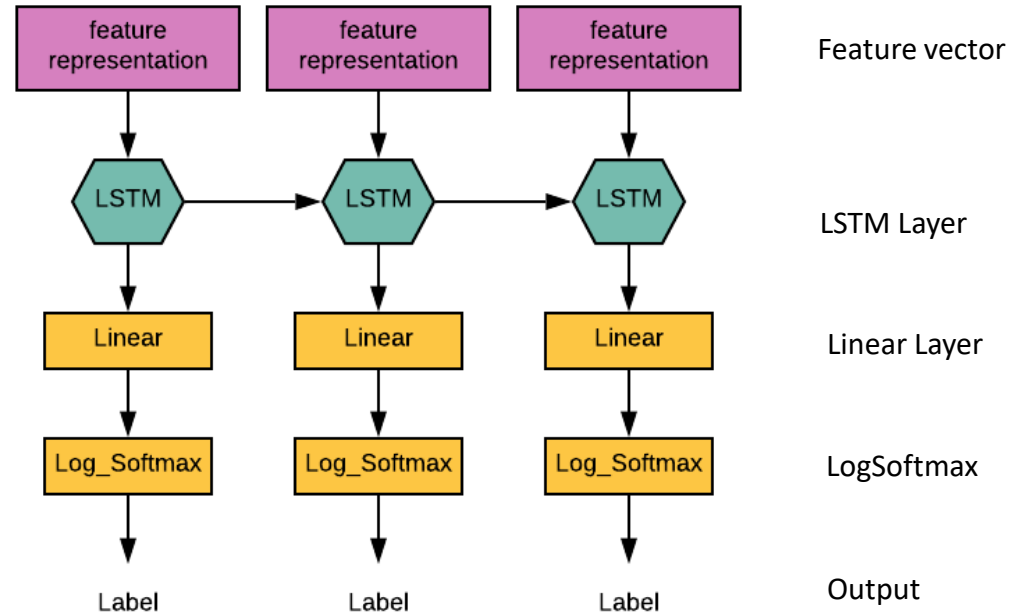 feature
representation
feature
representation
feature
representation
Feature vector
LSTM
LSTM
LSTM
LSTM Layer
Linear
Linear
Linear
Linear Layer
Log_Softmax
Log_Softmax
Log_Softmax
LogSoftmax
Label
Label
Label
Output